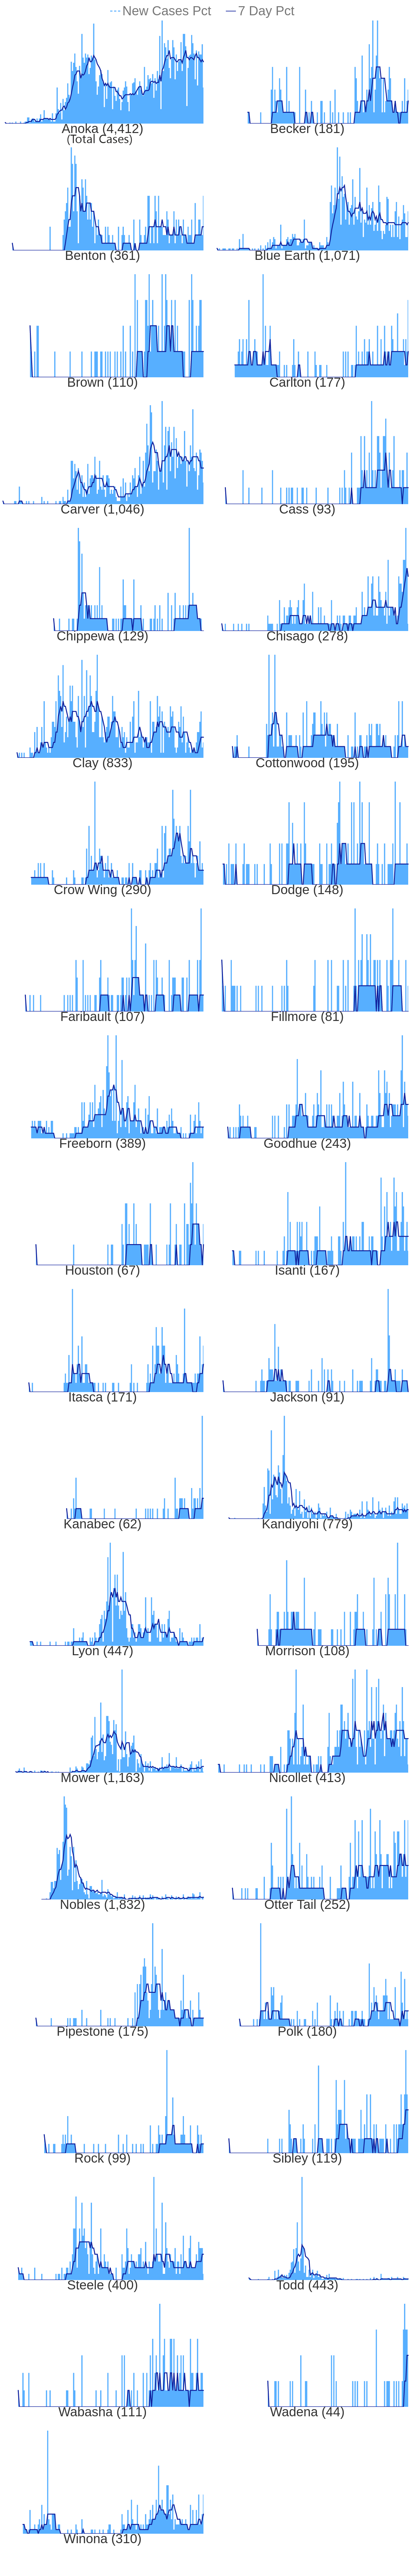 New Cases Pct 7 Day Pct
Anoka (4,412)
(Total Cases)
Becker (181)
Benton (361)
Blue Earth (1,071)
Brown (110)
Carlton (177)
Carver (1,046)
Cass (93)
Chippewa (129)
Chisago (278)
Clay (833)
Cottonwood (195)
Crow Wing (290)
Dodge (148)
Faribault (107)
Fillmore (81)
Freeborn (389)
Goodhue (243)
Houston (67)
Isanti (167)
Itasca (171)
Jackson (91)
Kanabec (62)
Kandiyohi (779)
Lyon (447)
Morrison (108)
Mower (1,163)
Nicollet (413)
Nobles (1,832)
Otter Tail (252)
Pipestone (175)
Polk (180)
Rock (99)
Sibley (119)
Steele (400)
Todd (443)
Wabasha (111)
Wadena (44)
Winona (310)